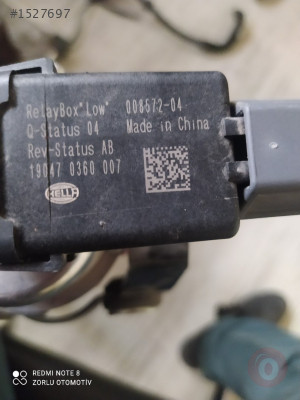 #1527697
RelayBox"Low" 008572-04
Q-Status 04 Made in China
Rev-Status AB
19047 0360 007
HELLA
REDMI NOTE 8
ZORLU OTOMOTİV